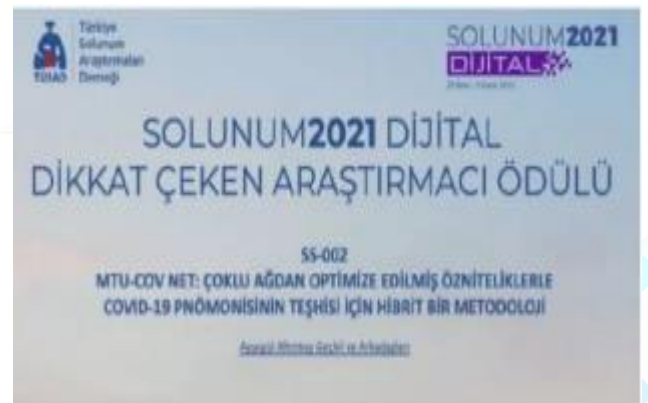 Türkiye
Solunum
Araştırmaları
Derneği
TÜSAD
SOLUNUM2021
DİJİTAL
SOLUNUM2021 DİJİTAL
DİKKAT ÇEKEN ARAŞTIRMACI ÖDÜLÜ
SS-002
MTU-COV NET: ÇOKLU AĞDAN OPTİMİZE EDİLMİŞ ÖZNİTELİKLERLE
COVID-19 PNÖMONİSİNİN TEŞHİSİ İÇİN HİBRİT BİR METODOLOJİ
ve Arkadaşları